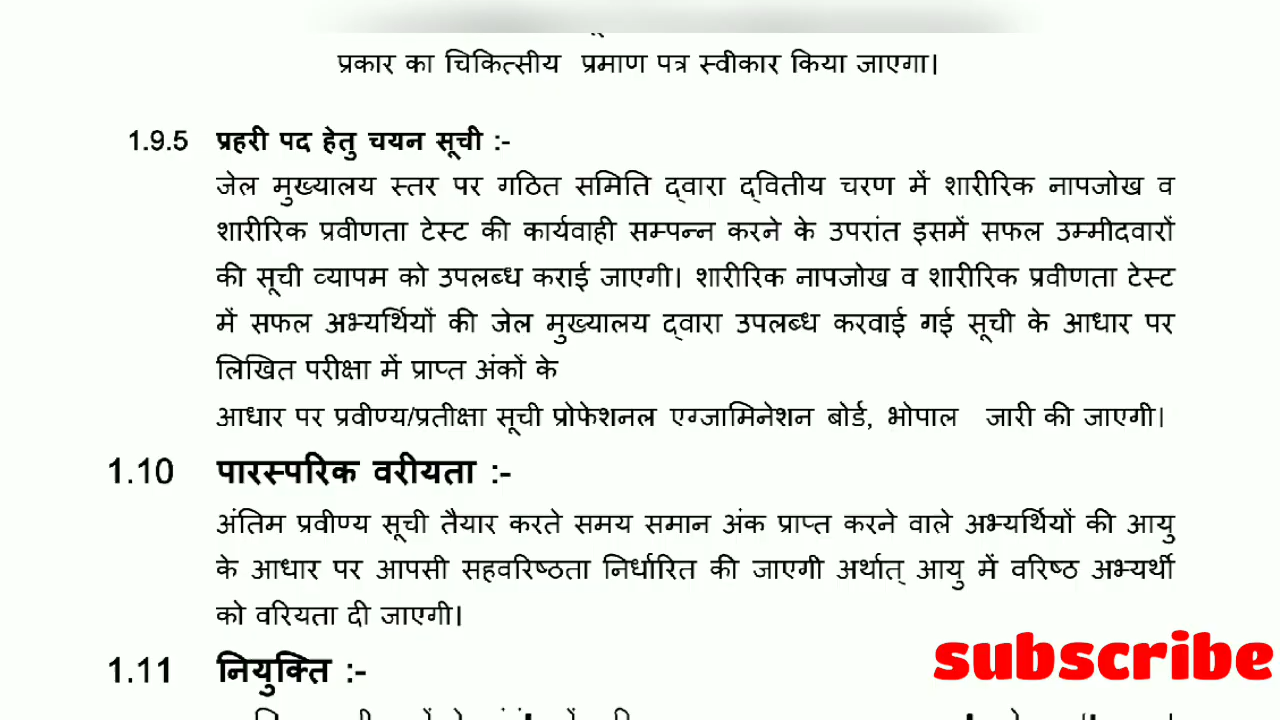 प्रकार का चिकित्सीय प्रमाण पत्र स्वीकार किया जाएगा।
1.9.5 प्रहरी पद हेतु चयन सूची :-
जेल मुख्यालय स्तर पर गठित समिति द्वारा द्वितीय चरण में शारीरिक नापजोख व
शारीरिक प्रवीणता टेस्ट की कार्यवाही सम्पन्न करने के उपरांत इसमें सफल उम्मीदवारों
की सूची व्यापम को उपलब्ध कराई जाएगी। शारीरिक नापजोख व शारीरिक प्रवीणता टेस्ट
में सफल अभ्यर्थियों की जेल मुख्यालय द्वारा उपलब्ध करवाई गई सूची के आधार पर
लिखित परीक्षा में प्राप्त अंकों के
आधार पर प्रवीण्य/प्रतीक्षा सूची प्रोफेशनल एग्जामिनेशन बोर्ड, भोपाल जारी की जाएगी।
1.10 पारस्परिक वरीयता :-
अंतिम प्रवीण्य सूची तैयार करते समय समान अंक प्राप्त करने वाले अभ्यर्थियों की आयु
के आधार पर आपसी सहवरिष्ठता निर्धारित की जाएगी अर्थात् आयु में वरिष्ठ अभ्यर्थी
को वरियता दी जाएगी।
1.11 नियुक्ति :-
subscribe